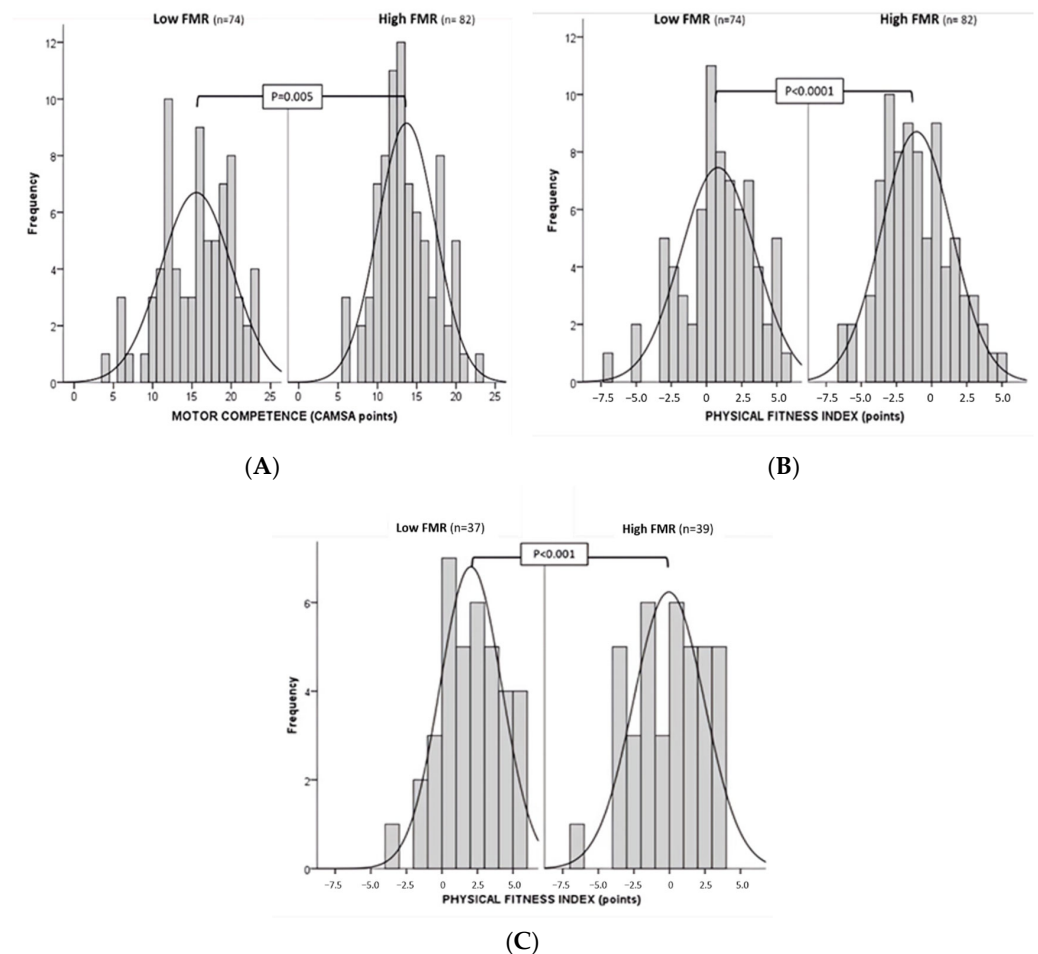 Low FMR (n=74) High FMR (n= 82)
P=0.005
Frequency
12
10
8
6
4
2
0
0 5 10 15 20 25 0 5 10 15 20 25
MOTOR COMPETENCE (CAMSA points)
(A)
Low FMR (n=74) High FMR (n= 82)
P<0.0001
Frequency
12
10
8
6
4
2
0
−7.5 −5.0 −2.5 0 2.5 5.0 −7.5 −5.0 −2.5 0 2.5 5.0
PHYSICAL FITNESS INDEX (points)
(B)
Low FMR (n=37) High FMR (n=39)
P<0.001
Frequency
6
4
2
0
−7.5 −5.0 −2.5 0 2.5 5.0 −7.5 −5.0 −2.5 0 2.5 5.0
PHYSICAL FITNESS INDEX (points)
(C)